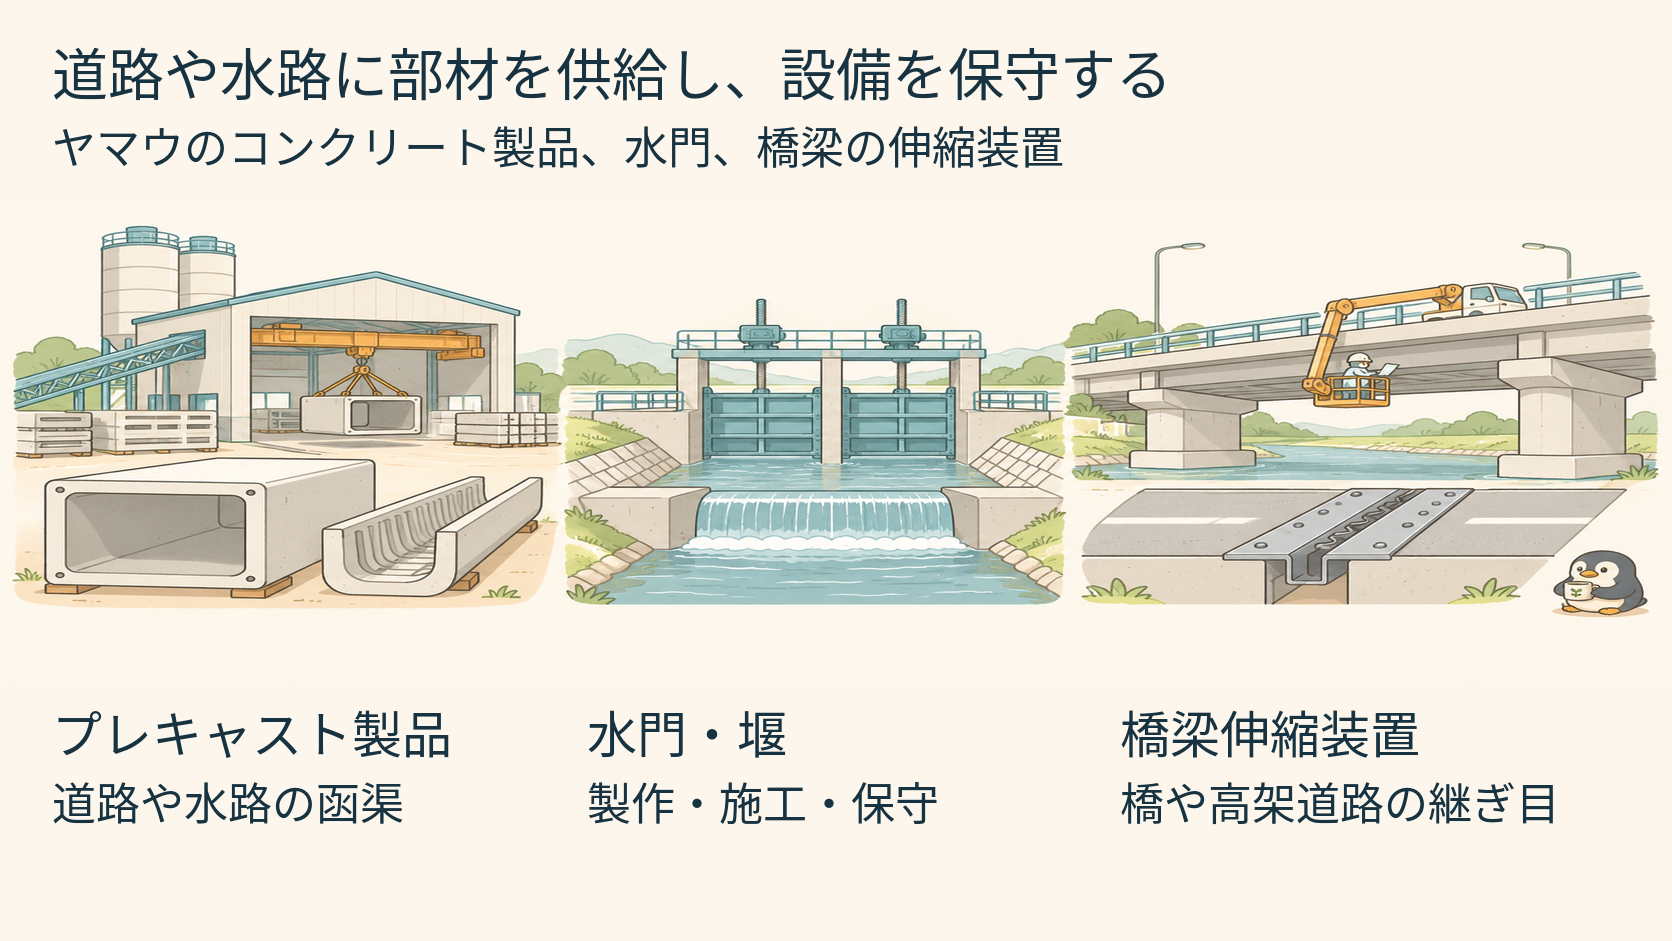 道路や水路に部材を供給し、設備を保守する
ヤマウのコンクリート製品、水門、橋梁の伸縮装置
プレキャスト製品
道路や水路の函渠
水門・堰
製作・施工・保守
橋梁伸縮装置
橋や高架道路の継ぎ目